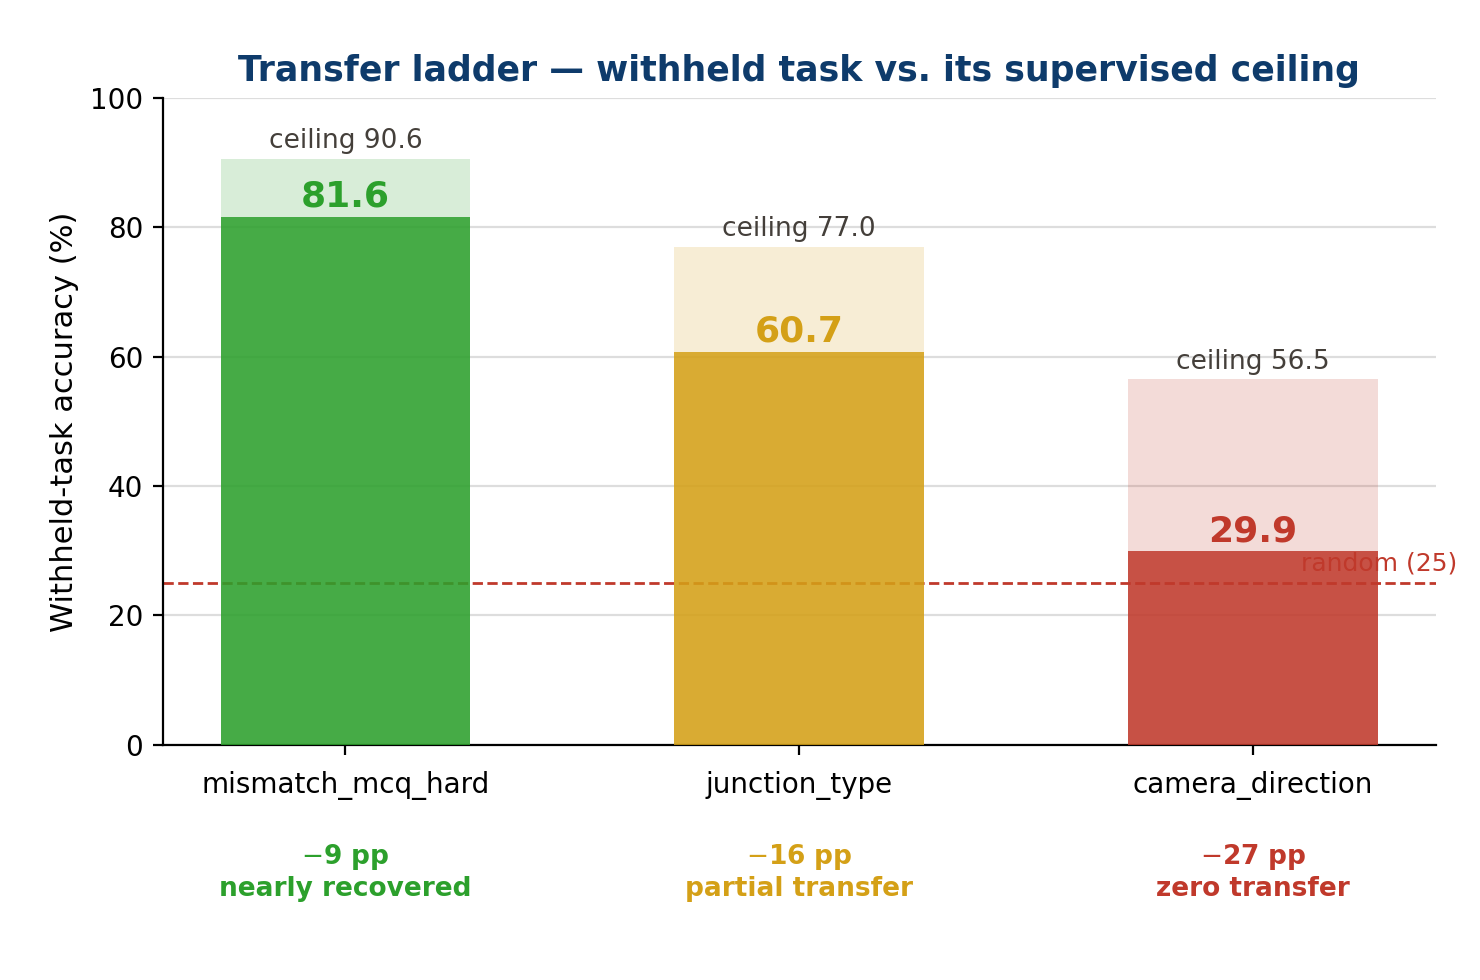 Transfer ladder — withheld task vs. its supervised ceiling
Withheld-task accuracy (%)
100
80
60
40
20
0
ceiling 90.6
81.6
ceiling 77.0
60.7
ceiling 56.5
29.9
random (25)
mismatch_mcq_hard
junction_type
camera_direction
−9 pp
nearly recovered
−16 pp
partial transfer
−27 pp
zero transfer